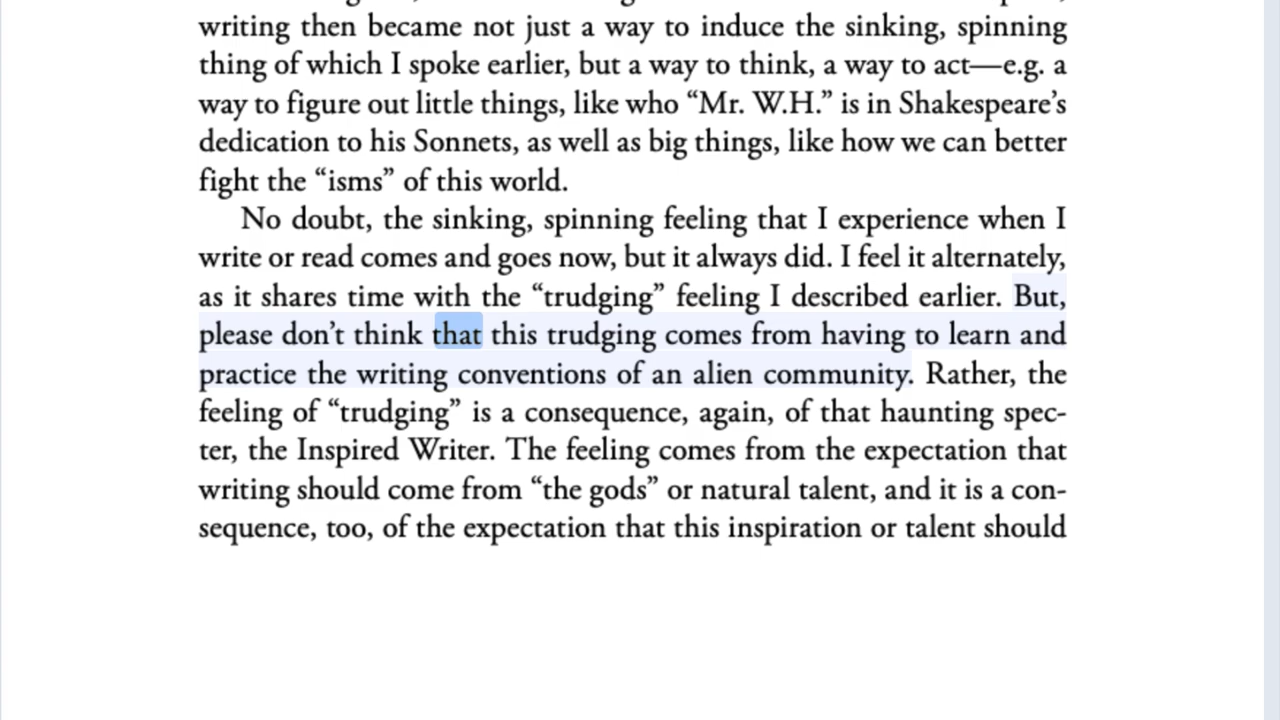 writing then became not just a way to induce the sinking, spinning
thing of which I spoke earlier, but a way to think, a way to act—e.g. a
way to figure out little things, like who “Mr. W.H.” is in Shakespeare’s
dedication to his Sonnets, as well as big things, like how we can better
fight the “isms” of this world.
No doubt, the sinking, spinning feeling that I experience when I
write or read comes and goes now, but it always did. I feel it alternately,
as it shares time with the “trudging” feeling I described earlier. But,
please don’t think that this trudging comes from having to learn and
practice the writing conventions of an alien community. Rather, the
feeling of “trudging” is a consequence, again, of that haunting spec-
ter, the Inspired Writer. The feeling comes from the expectation that
writing should come from “the gods” or natural talent, and it is a con-
sequence, too, of the expectation that this inspiration or talent should